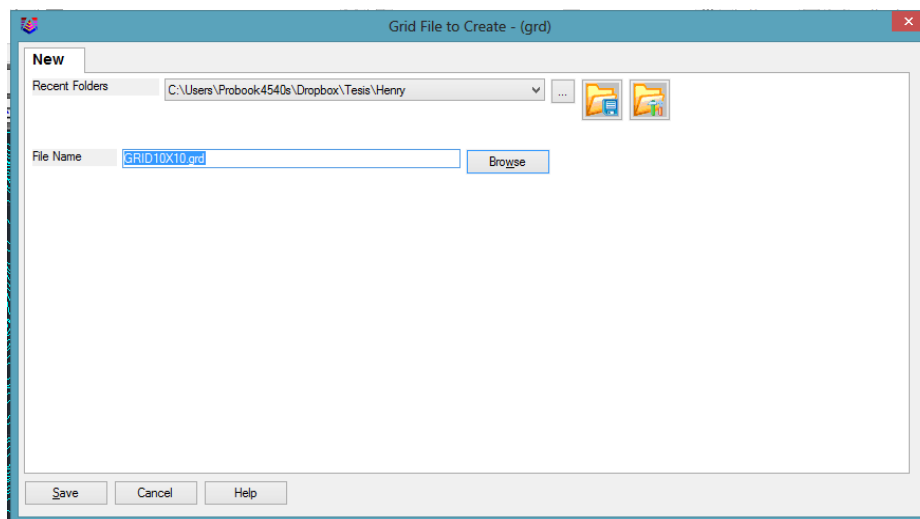 Grid File to Create - (grd)
New
Recent Folders
C:\Users\Probook4540s\Dropbox\Tesis\Henry
...
File Name
GRID10X10.grd
Browse
Save
Cancel
Help